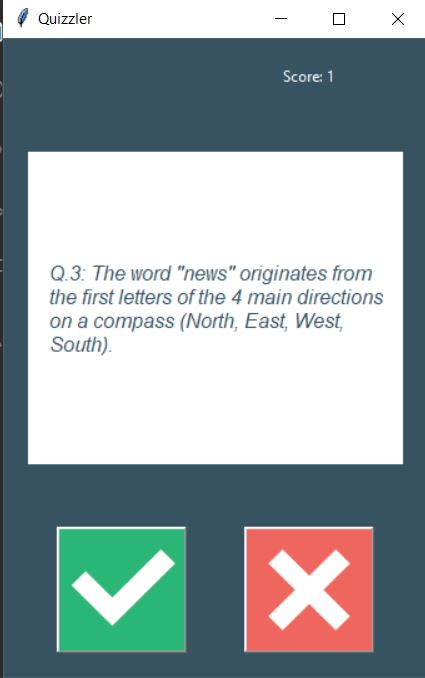 Quizzler
Score: 1
Q.3: The word "news" originates from
the first letters of the 4 main directions
on a compass (North, East, West,
South).